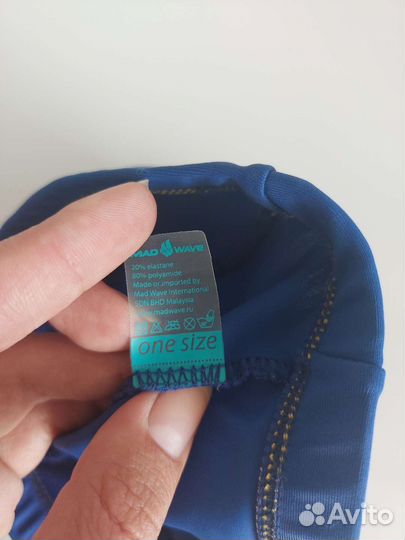 MAD WAVE
20% elastane
80% polyamide
Made or imported by
Mad Wave International
SDN BHD Malaysia
www.madwave.ru
one size
Avito